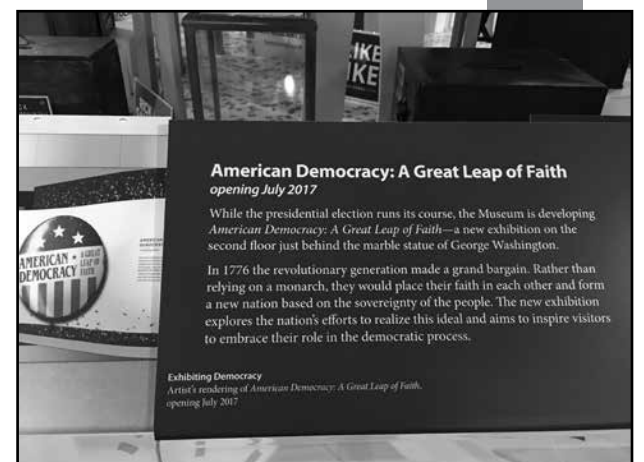 IKE
IKE
American Democracy: A Great Leap of Faith
opening July 2017
While the presidential election runs its course, the Museum is developing
American Democracy: A Great Leap of Faith—a new exhibition on the
second floor just behind the marble statue of George Washington.
In 1776 the revolutionary generation made a grand bargain. Rather than
relying on a monarch, they would place their faith in each other and form
a new nation based on the sovereignty of the people. The new exhibition
explores the nation's efforts to realize this ideal and aims to inspire visitors
to embrace their role in the democratic process.
Exhibiting Democracy
Artist's rendering of American Democracy: A Great Leap of Faith,
opening July 2017
AMERICAN
DEMOCRACY
A GREAT
LEAP OF
FAITH